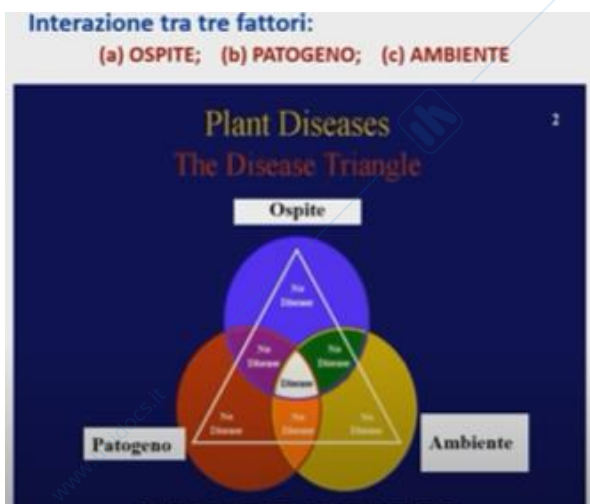 Interazione tra tre fattori:
(a) OSPITE; (b) PATOGENO; (c) AMBIENTE
Plant Diseases
2
The Disease Triangle
Ospite
No
Disease
No
Disease
No
Disease
Disease
No
Disease
No
Disease
No
Disease
Patogeno
Ambiente